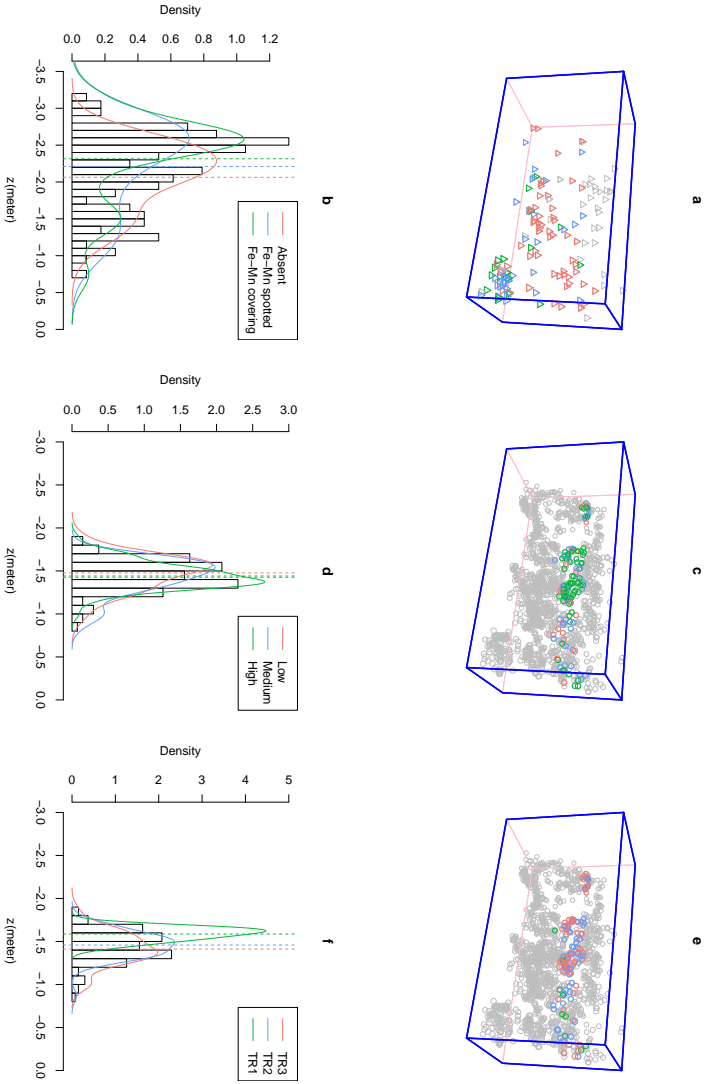 a
c
e
b
Absent
Fe−Mn spotted
Fe−Mn covering
Density
0.0 0.2 0.4 0.6 0.8 1.0 1.2
−3.5 −3.0 −2.5 −2.0 −1.5 −1.0 −0.5 0.0
z(meter)
d
Low
Medium
High
Density
0.0 0.5 1.0 1.5 2.0 2.5 3.0
−3.0 −2.5 −2.0 −1.5 −1.0 −0.5 0.0
z(meter)
f
TR3
TR2
TR1
Density
0 1 2 3 4 5
−3.0 −2.5 −2.0 −1.5 −1.0 −0.5 0.0
z(meter)